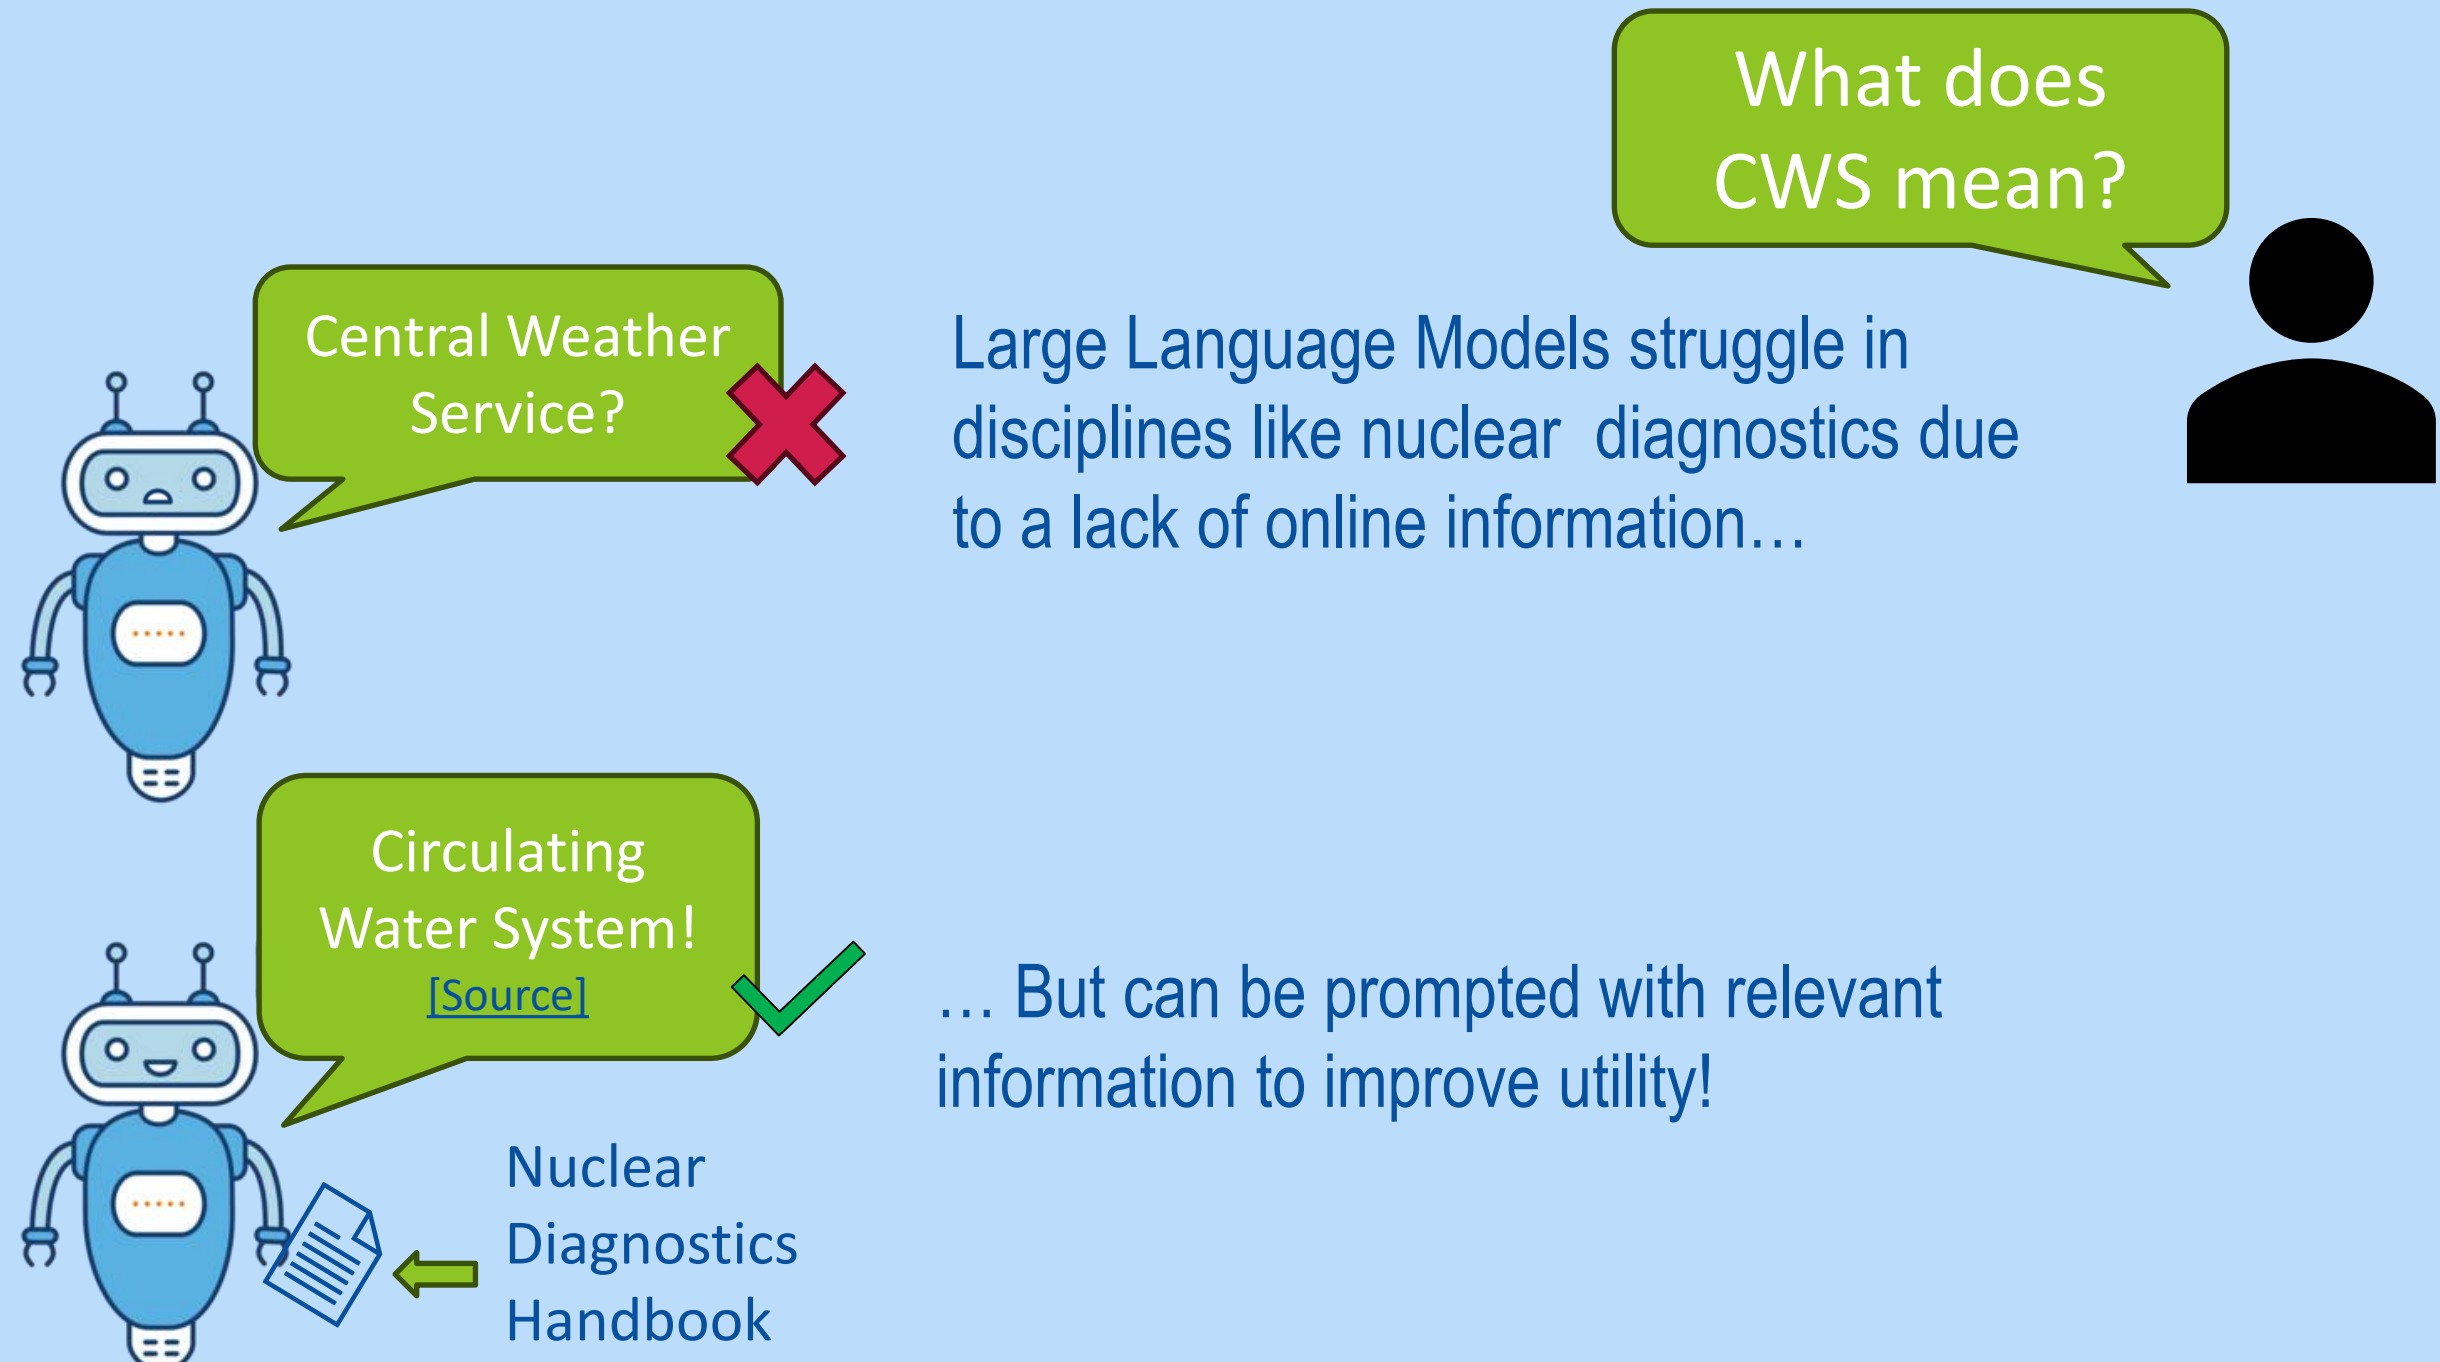 What does
CWS mean?
Central Weather
Service?
Large Language Models struggle in
disciplines like nuclear  diagnostics due
to a lack of online information…
Circulating
Water System!
[Source]
… But can be prompted with relevant
information to improve utility!
Nuclear
Diagnostics
Handbook